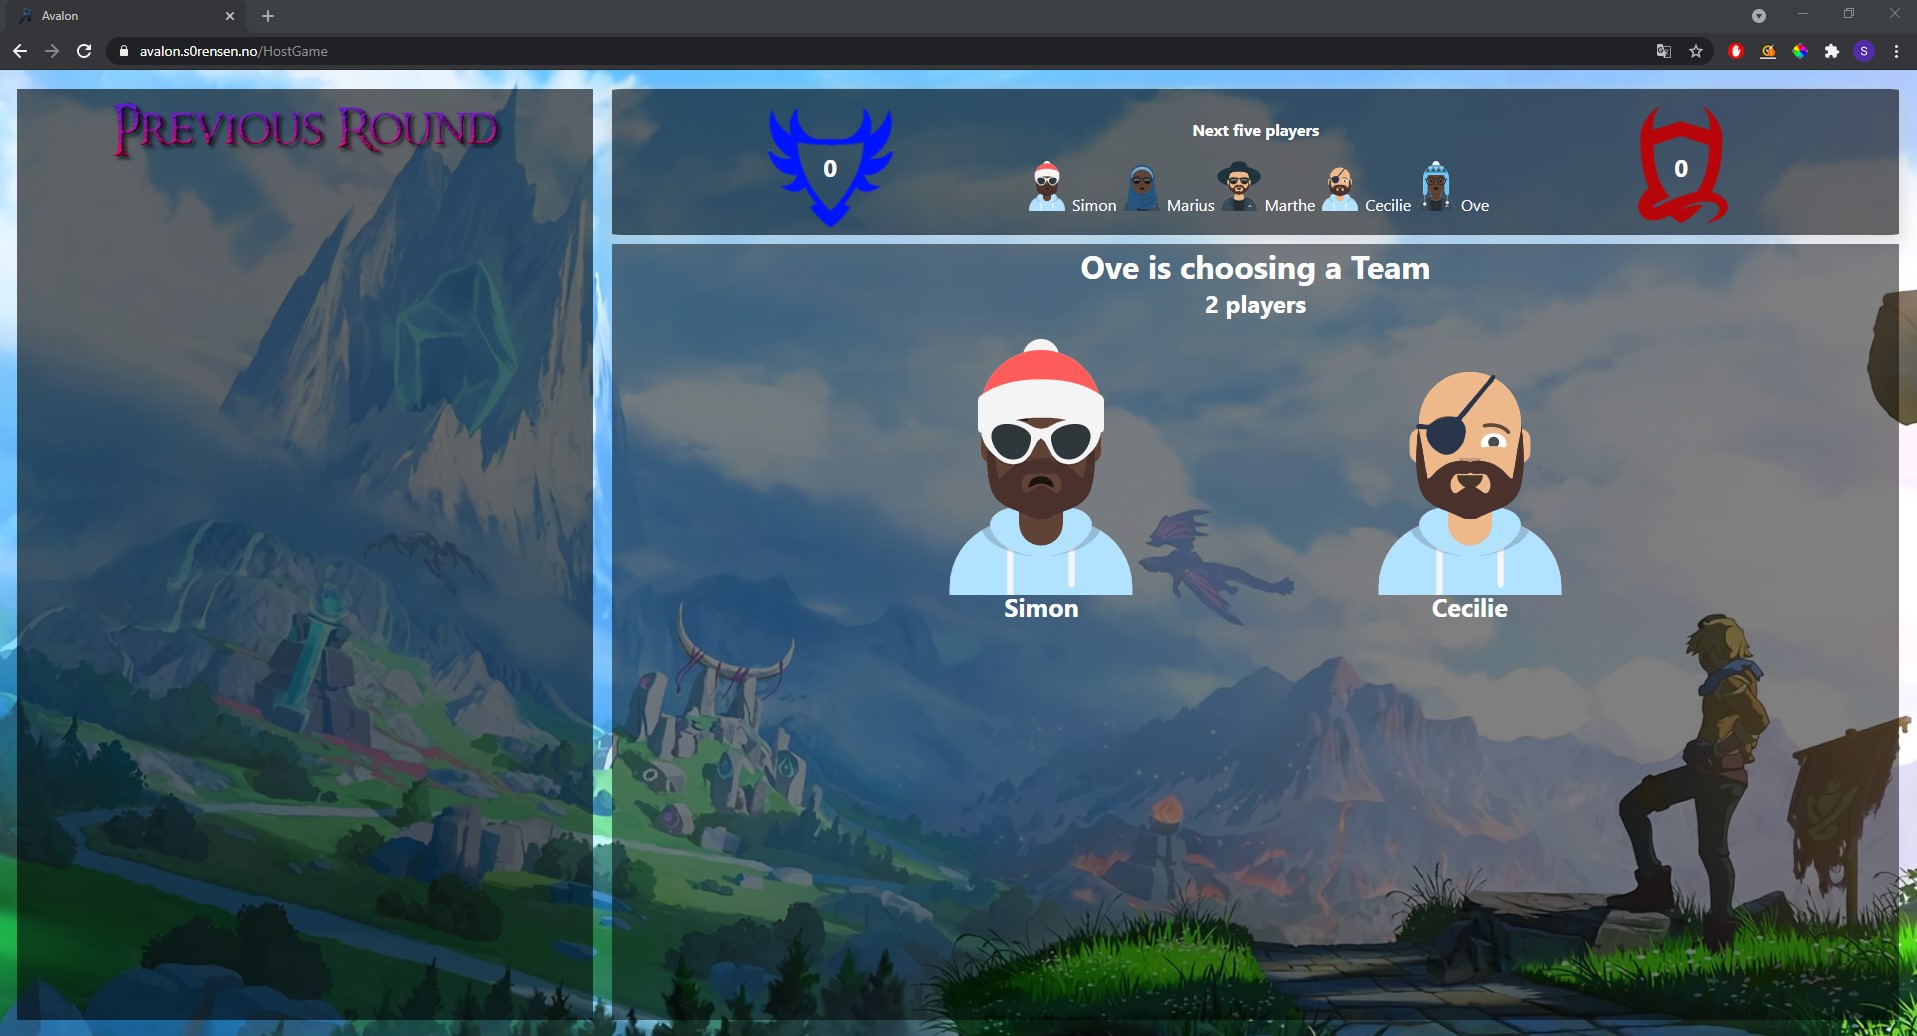 Avalon
avalon.s0rensen.no/HostGame
S
Previous Round
0
Next five players
Simon Marius Marthe Cecilie Ove
0
Ove is choosing a Team
2 players
Simon
Cecilie